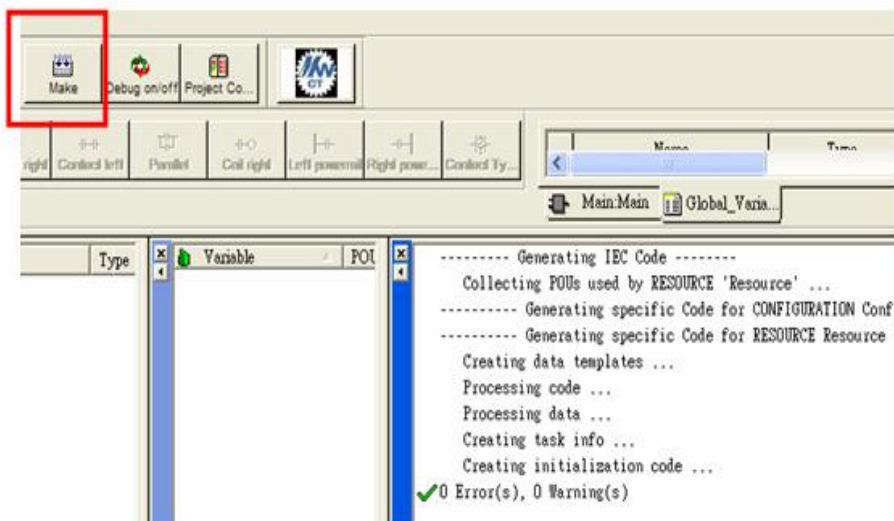 Make
Debug on/off
Project Co...
CT
right
Contact left
Parallel
Coil right
Left powerrail
Right powe...
Contact Ty...
Name
Type
Main:Main
Global_Varia...
Type
Variable
POU
--------- Generating IEC Code --------
Collecting POUs used by RESOURCE 'Resource' ...
---------- Generating specific Code for CONFIGURATION Conf
---------- Generating specific Code for RESOURCE Resource
Creating data templates ...
Processing code ...
Processing data ...
Creating task info ...
Creating initialization code ...
0 Error(s), 0 Warning(s)